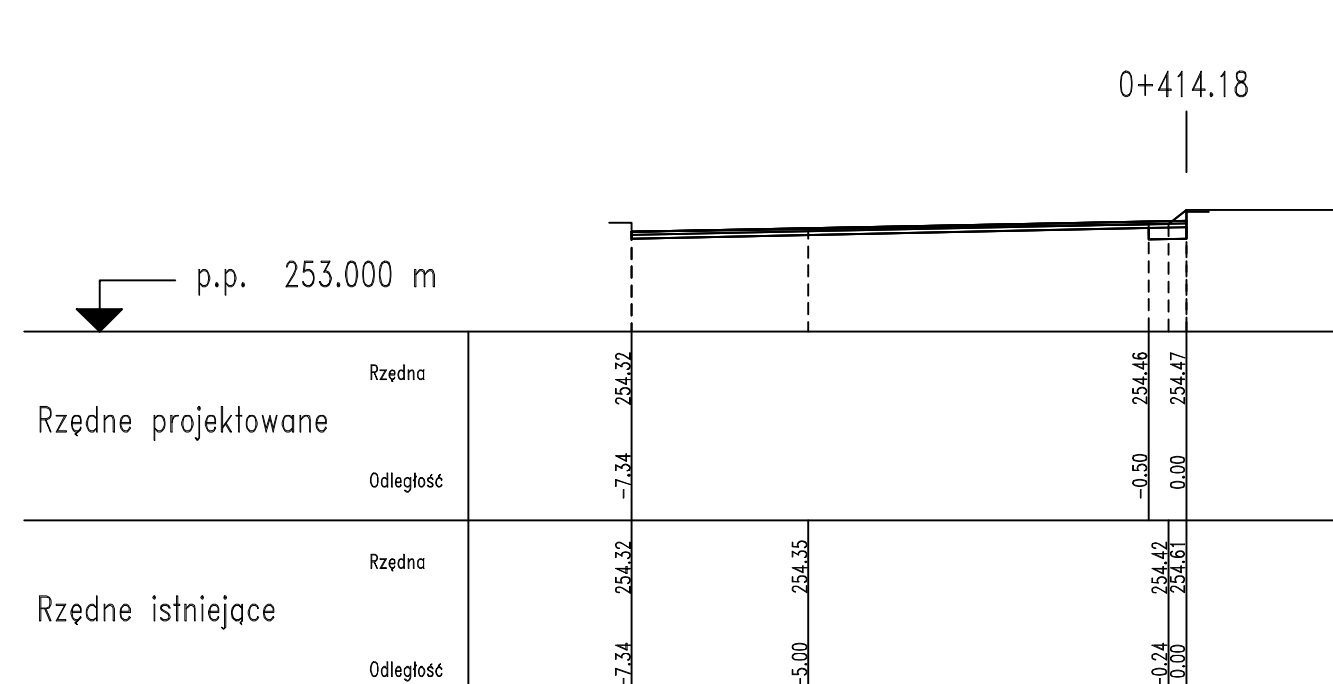 0+414.18
p.p. 253.000 m
Rzędna
254.32
254.46
254.47
Rzędne projektowane
Odległość
-7.34
-0.50
0.00
Rzędna
254.32
254.35
254.42
254.61
Rzędne istniejące
Odległość
-7.34
-5.00
-0.24
0.00